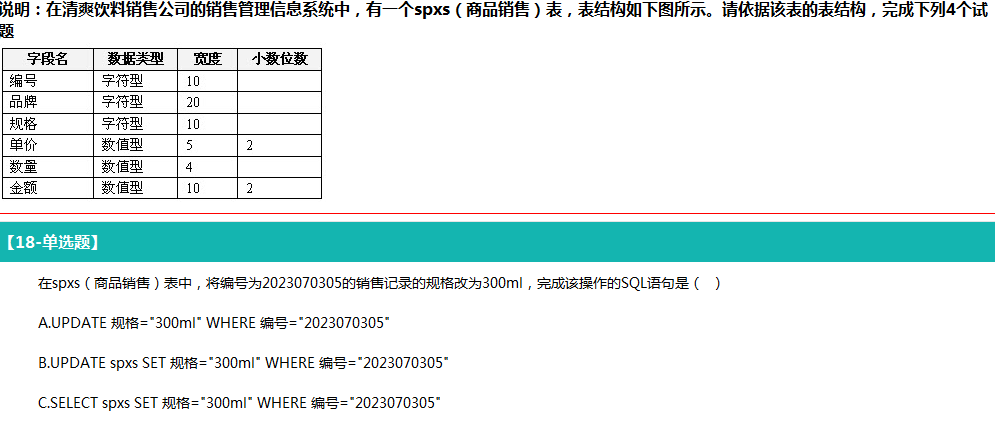 说明：在清爽饮料销售公司的销售管理信息系统中，有一个spxs（商品销售）表，表结构如下图所示。请依据该表的表结构，完成下列4个试
题
字段名 数据类型 宽度 小数位数
编号 字符型 10
品牌 字符型 20
规格 字符型 10
单价 数值型 5 2
数量 数值型 4
金额 数值型 10 2
【18-单选题】
在spxs（商品销售）表中，将编号为2023070305的销售记录的规格改为300ml，完成该操作的SQL语句是（ ）
A.UPDATE 规格="300ml" WHERE 编号="2023070305"
B.UPDATE spxs SET 规格="300ml" WHERE 编号="2023070305"
C.SELECT spxs SET 规格="300ml" WHERE 编号="2023070305"